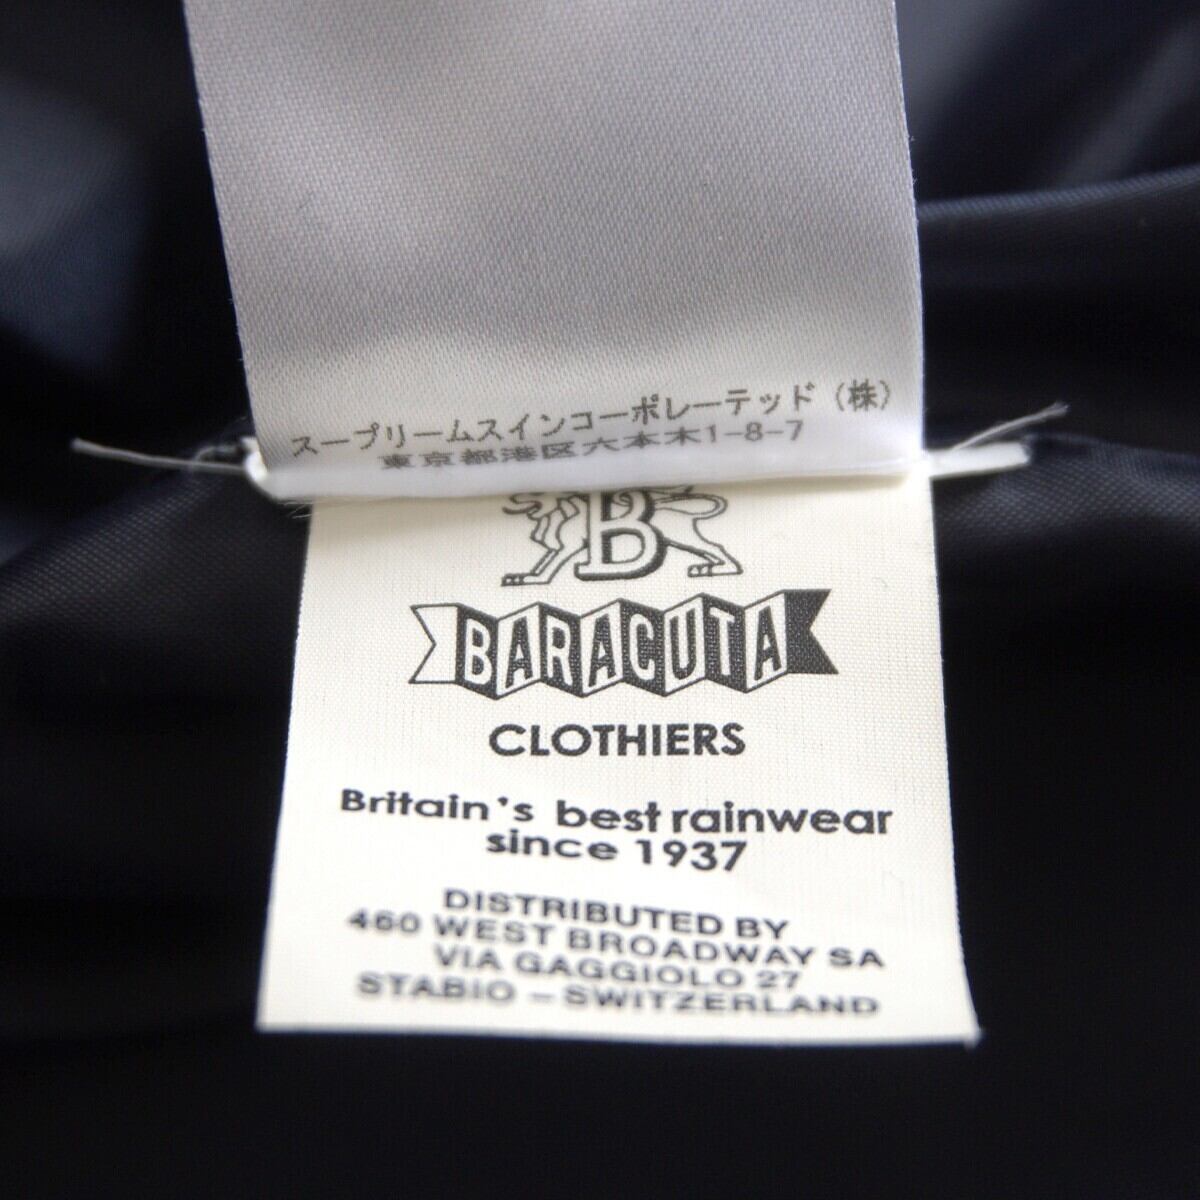 スープリームスインコーポレーテッド（株）
東京都港区六本木1-8-7
B
BARACUTA
CLOTHIERS
Britain's best rainwear
since 1937
DISTRIBUTED BY
460 WEST BROADWAY SA
VIA GAGGIOLO 27
STABIO - SWITZERLAND